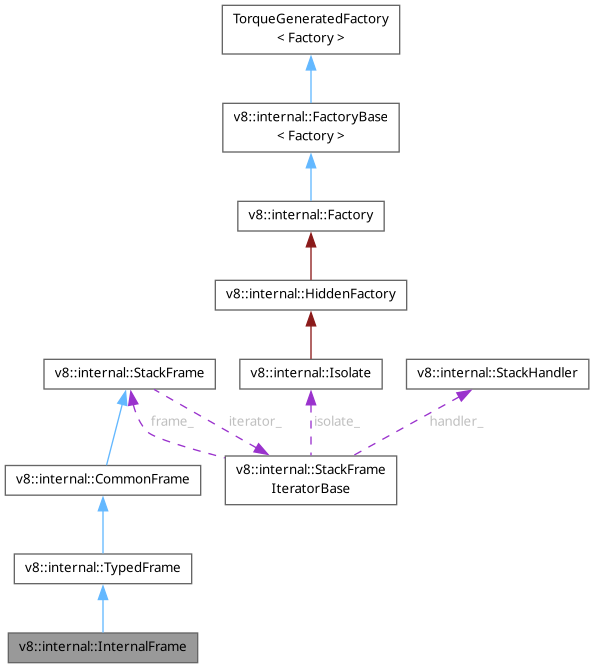 TorqueGeneratedFactory
< Factory >
v8::internal::FactoryBase
< Factory >
v8::internal::Factory
v8::internal::HiddenFactory
v8::internal::StackFrame
v8::internal::Isolate
v8::internal::StackHandler
frame_
iterator_
isolate_
handler_
v8::internal::CommonFrame
v8::internal::StackFrame
IteratorBase
v8::internal::TypedFrame
v8::internal::InternalFrame